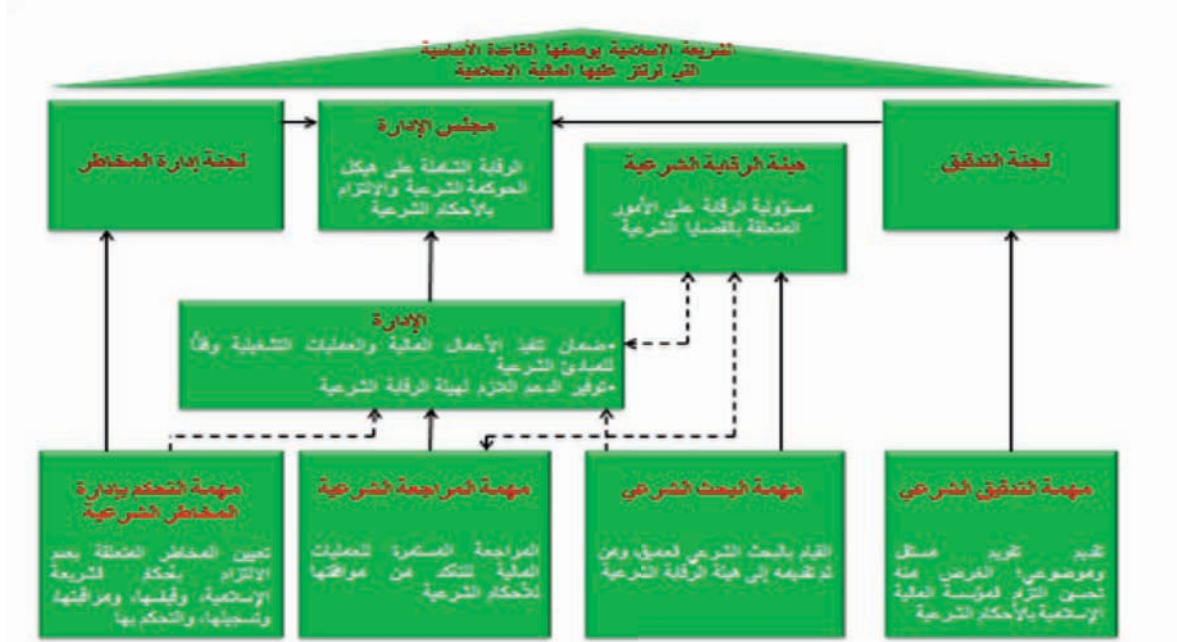 الشريعة الإسلامية بوصفها القاعدة الأساسية
التي ترتكز عليها المالية الإسلامية
لجنة إدارة المخاطر
مجلس الإدارة
الرقابة الشاملة على هيكل
الحوكمة الشرعية والالتزام
بالأحكام الشرعية
هيئة الرقابة الشرعية
مسؤولية الرقابة على الأمور
المتعلقة بالقضايا الشرعية
لجنة التدقيق
الإدارة
•ضمان تنفيذ الأعمال المالية والعمليات التشغيلية وفقًا
للمبادئ الشرعية
•توفير الدعم اللازم لهيئة الرقابة الشرعية
مهمة التحكم بإدارة
المخاطر الشرعية
تعيين المخاطر المتعلقة بعدم
الالتزام بأحكام الشريعة
الإسلامية، وقياسها، ومراقبتها،
وتسجيلها، والتحكم بها
مهمة المراجعة الشرعية
المراجعة المستمرة للعمليات
المالية للتأكد من موافقتها
للأحكام الشرعية
مهمة البحث الشرعي
القيام بالبحث الشرعي العميق، ومن
ثم تقديمه إلى هيئة الرقابة الشرعية
مهمة التدقيق الشرعي
تقديم تقويم مستقل
وموضوعي؛ الغرض منه
تحسين التزام المؤسسة المالية
الإسلامية بالأحكام الشرعية